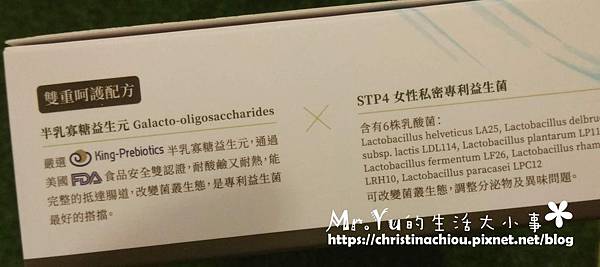 雙重呵護配方
半乳寡糖益生元 Galacto-oligosaccharides
嚴選 King-Prebiotics 半乳寡糖益生元，通過
美國 FDA 食品安全雙認證，耐酸鹼又耐熱，能
完整的抵達腸道，改變菌叢生態，是專利益生菌
最好的搭檔。
×
STP4 女性私密專利益生菌
含有6株乳酸菌：
Lactobacillus helveticus LA25, Lactobacillus delbrue
subsp. lactis LDL114, Lactobacillus plantarum LP11
Lactobacillus fermentum LF26, Lactobacillus rham
LRH10, Lactobacillus paracasei LPC12
可改變菌叢生態，調整分泌物及異味問題。
Mr.Yu的生活大小事
https://christinachiou.pixnet.net/blog